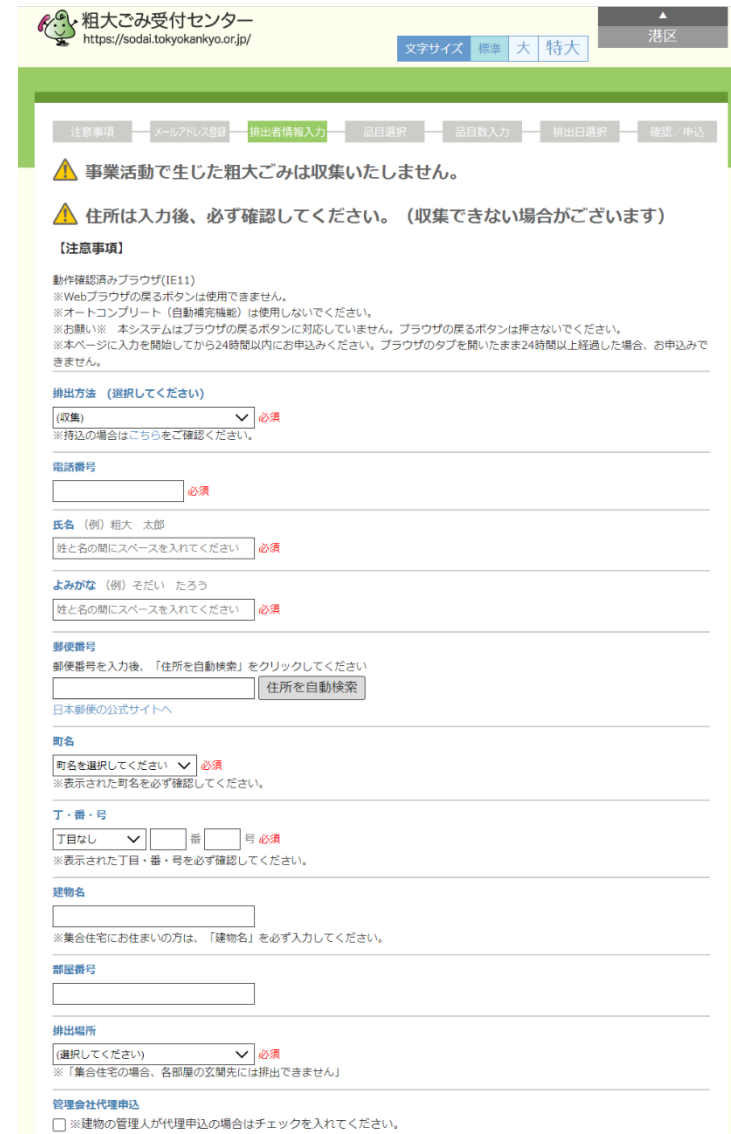 粗大ごみ受付センター
https://sodai.tokyokankyo.or.jp/
文字サイズ 標準 大 特大
▲
港区
注意事項 メールアドレス登録 排出者情報入力 品目選択 品目数入力 排出日選択 確認/申込
事業活動で生じた粗大ごみは収集いたしません。
住所は入力後、必ず確認してください。（収集できない場合がございます）
【注意事項】
動作確認済みブラウザ(IE11)
※Webブラウザの戻るボタンは使用できません。
※オートコンプリート（自動補完機能）は使用しないでください。
※お願い※　本システムはブラウザの戻るボタンに対応していません。ブラウザの戻るボタンは押さないでください。
※本ページに入力を開始してから24時間以内にお申込みください。ブラウザのタブを開いたまま24時間以上経過した場合、お申込みで
きません。
排出方法　(選択してください)
(収集) 必須
※持込の場合はこちらをご確認ください。
電話番号
必須
氏名 （例）粗大　太郎
姓と名の間にスペースを入れてください 必須
よみがな （例）そだい　たろう
姓と名の間にスペースを入れてください 必須
郵便番号
郵便番号を入力後、「住所を自動検索」をクリックしてください
住所を自動検索
日本郵便の公式サイトへ
町名
町名を選択してください 必須
※表示された町名を必ず確認してください。
丁・番・号
丁目なし 番 号 必須
※表示された丁目・番・号を必ず確認してください。
建物名
※集合住宅にお住まいの方は、「建物名」を必ず入力してください。
部屋番号
排出場所
(選択してください) 必須
※「集合住宅の場合、各部屋の玄関先には排出できません」
管理会社代理申込
※建物の管理人が代理申込の場合はチェックを入れてください。